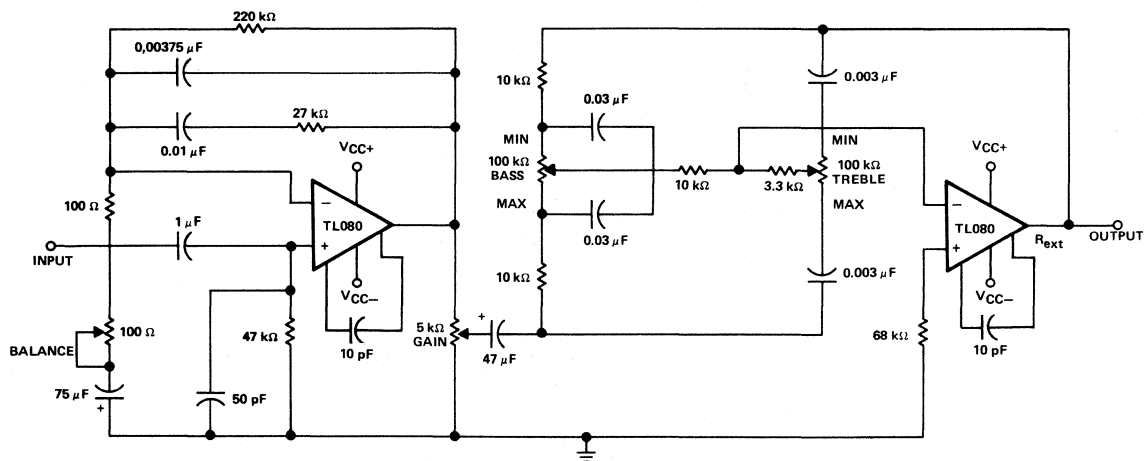 220 kΩ
0,00375 μF
0.01 μF
27 kΩ
100 Ω
1 μF
INPUT
VCC+
−
TL080
+
VCC−
10 pF
100 Ω
BALANCE
75 μF
+
50 pF
47 kΩ
5 kΩ
GAIN
+
47 μF
10 kΩ
0.03 μF
MIN
100 kΩ
BASS
MAX
0.03 μF
10 kΩ
10 kΩ
3.3 kΩ
0.003 μF
MIN
100 kΩ
TREBLE
MAX
0.003 μF
VCC+
−
TL080
+
VCC−
Rext
OUTPUT
68 kΩ
10 pF